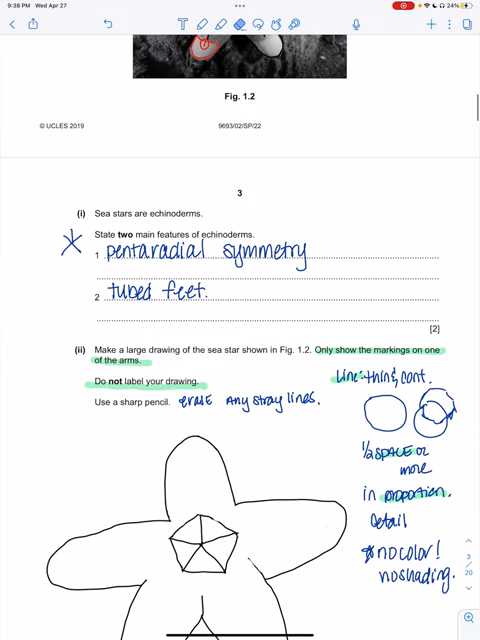 9:38 PM Wed Apr 27
24%
Fig. 1.2
© UCLES 2019
9693/02/SP/22
3
(i) Sea stars are echinoderms.
State two main features of echinoderms.
1 pentaradial symmetry
2 tubed feet.
[2]
(ii) Make a large drawing of the sea star shown in Fig. 1.2. Only show the markings on one
of the arms.
Do not label your drawing.
Use a sharp pencil. erase Any stray lines.
Line: thin & cont.
1/2 SPACE or
more
in proportion.
Detail
no color!
no shading.
3
20